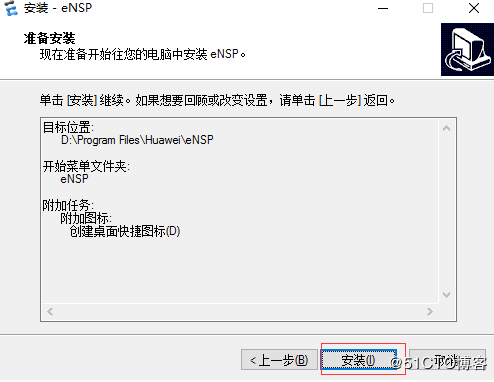 安装 - eNSP
准备安装
现在准备开始往您的电脑中安装 eNSP。
单击 [安装] 继续。如果想要回顾或改变设置，请单击 [上一步] 返回。
目标位置:
D:\Program Files\Huawei\eNSP
开始菜单文件夹:
eNSP
附加任务:
附加图标:
创建桌面快捷图标(D)
< 上一步(B)
安装(I)
取消
@51CTO博客